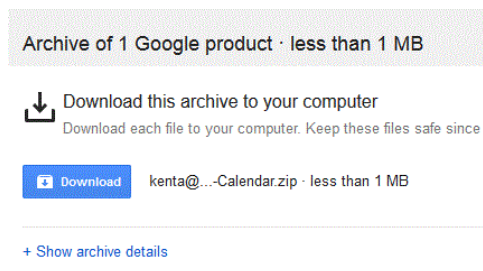 Archive of 1 Google product · less than 1 MB
Download this archive to your computer
Download each file to your computer. Keep these files safe since
Download kenta@...-Calendar.zip · less than 1 MB
+ Show archive details